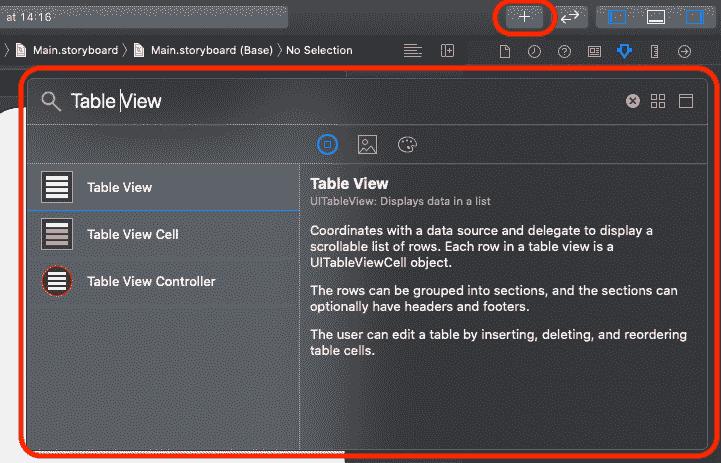 at 14:16
Main.storyboard
Main.storyboard (Base)
No Selection
Table View
Table View
Table View Cell
Table View Controller
Table View
UITableView: Displays data in a list
Coordinates with a data source and delegate to display a
scrollable list of rows. Each row in a table view is a
UITableViewCell object.
The rows can be grouped into sections, and the sections can
optionally have headers and footers.
The user can edit a table by inserting, deleting, and reordering
table cells.